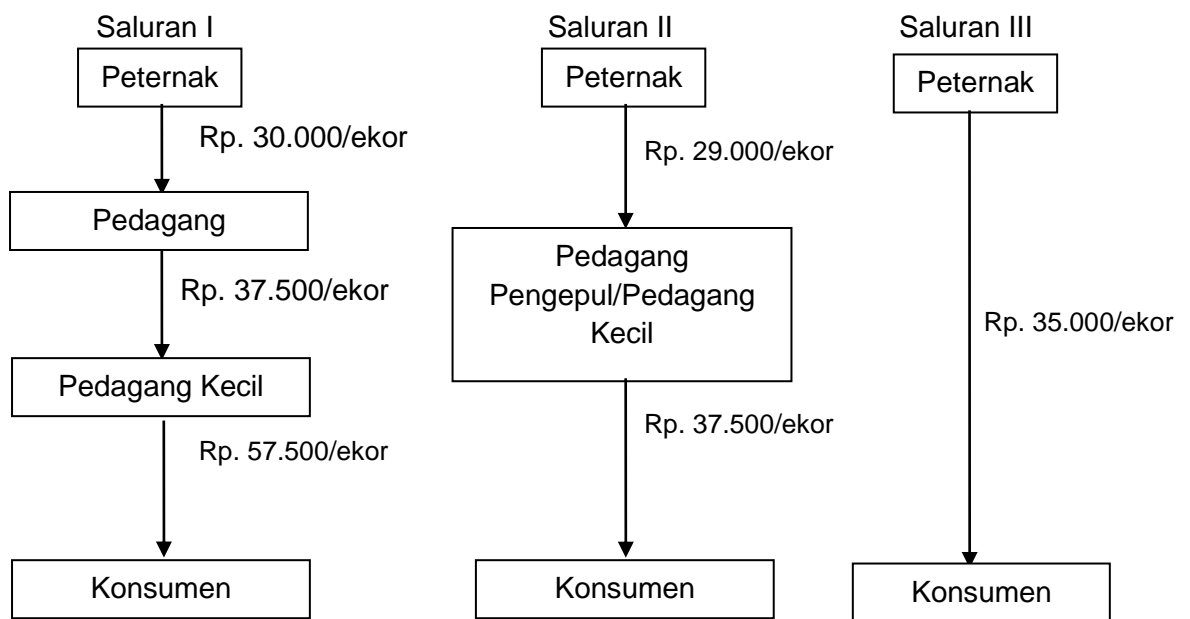 Saluran I
Peternak
Rp. 30.000/ekor
Pedagang
Rp. 37.500/ekor
Pedagang Kecil
Rp. 57.500/ekor
Konsumen
Saluran II
Peternak
Rp. 29.000/ekor
Pedagang
Pengepul/Pedagang
Kecil
Rp. 37.500/ekor
Konsumen
Saluran III
Peternak
Rp. 35.000/ekor
Konsumen